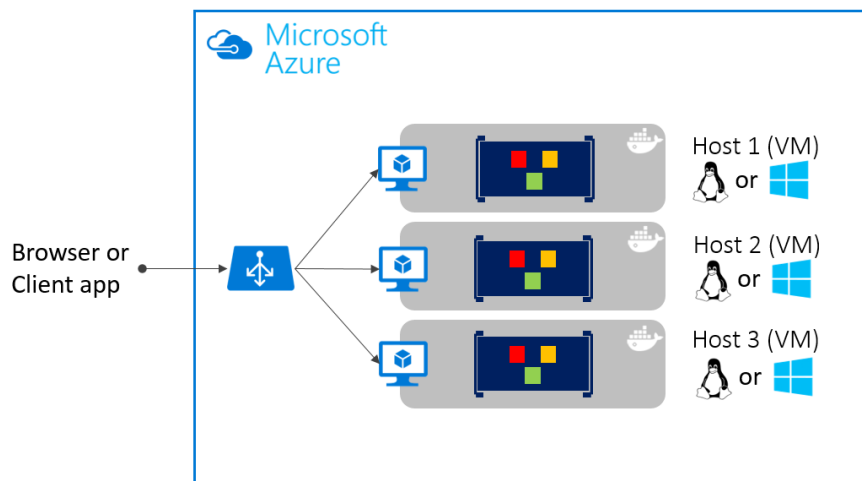 Microsoft
Azure
Host 1 (VM)
or
Browser or
Client app
Host 2 (VM)
or
Host 3 (VM)
or